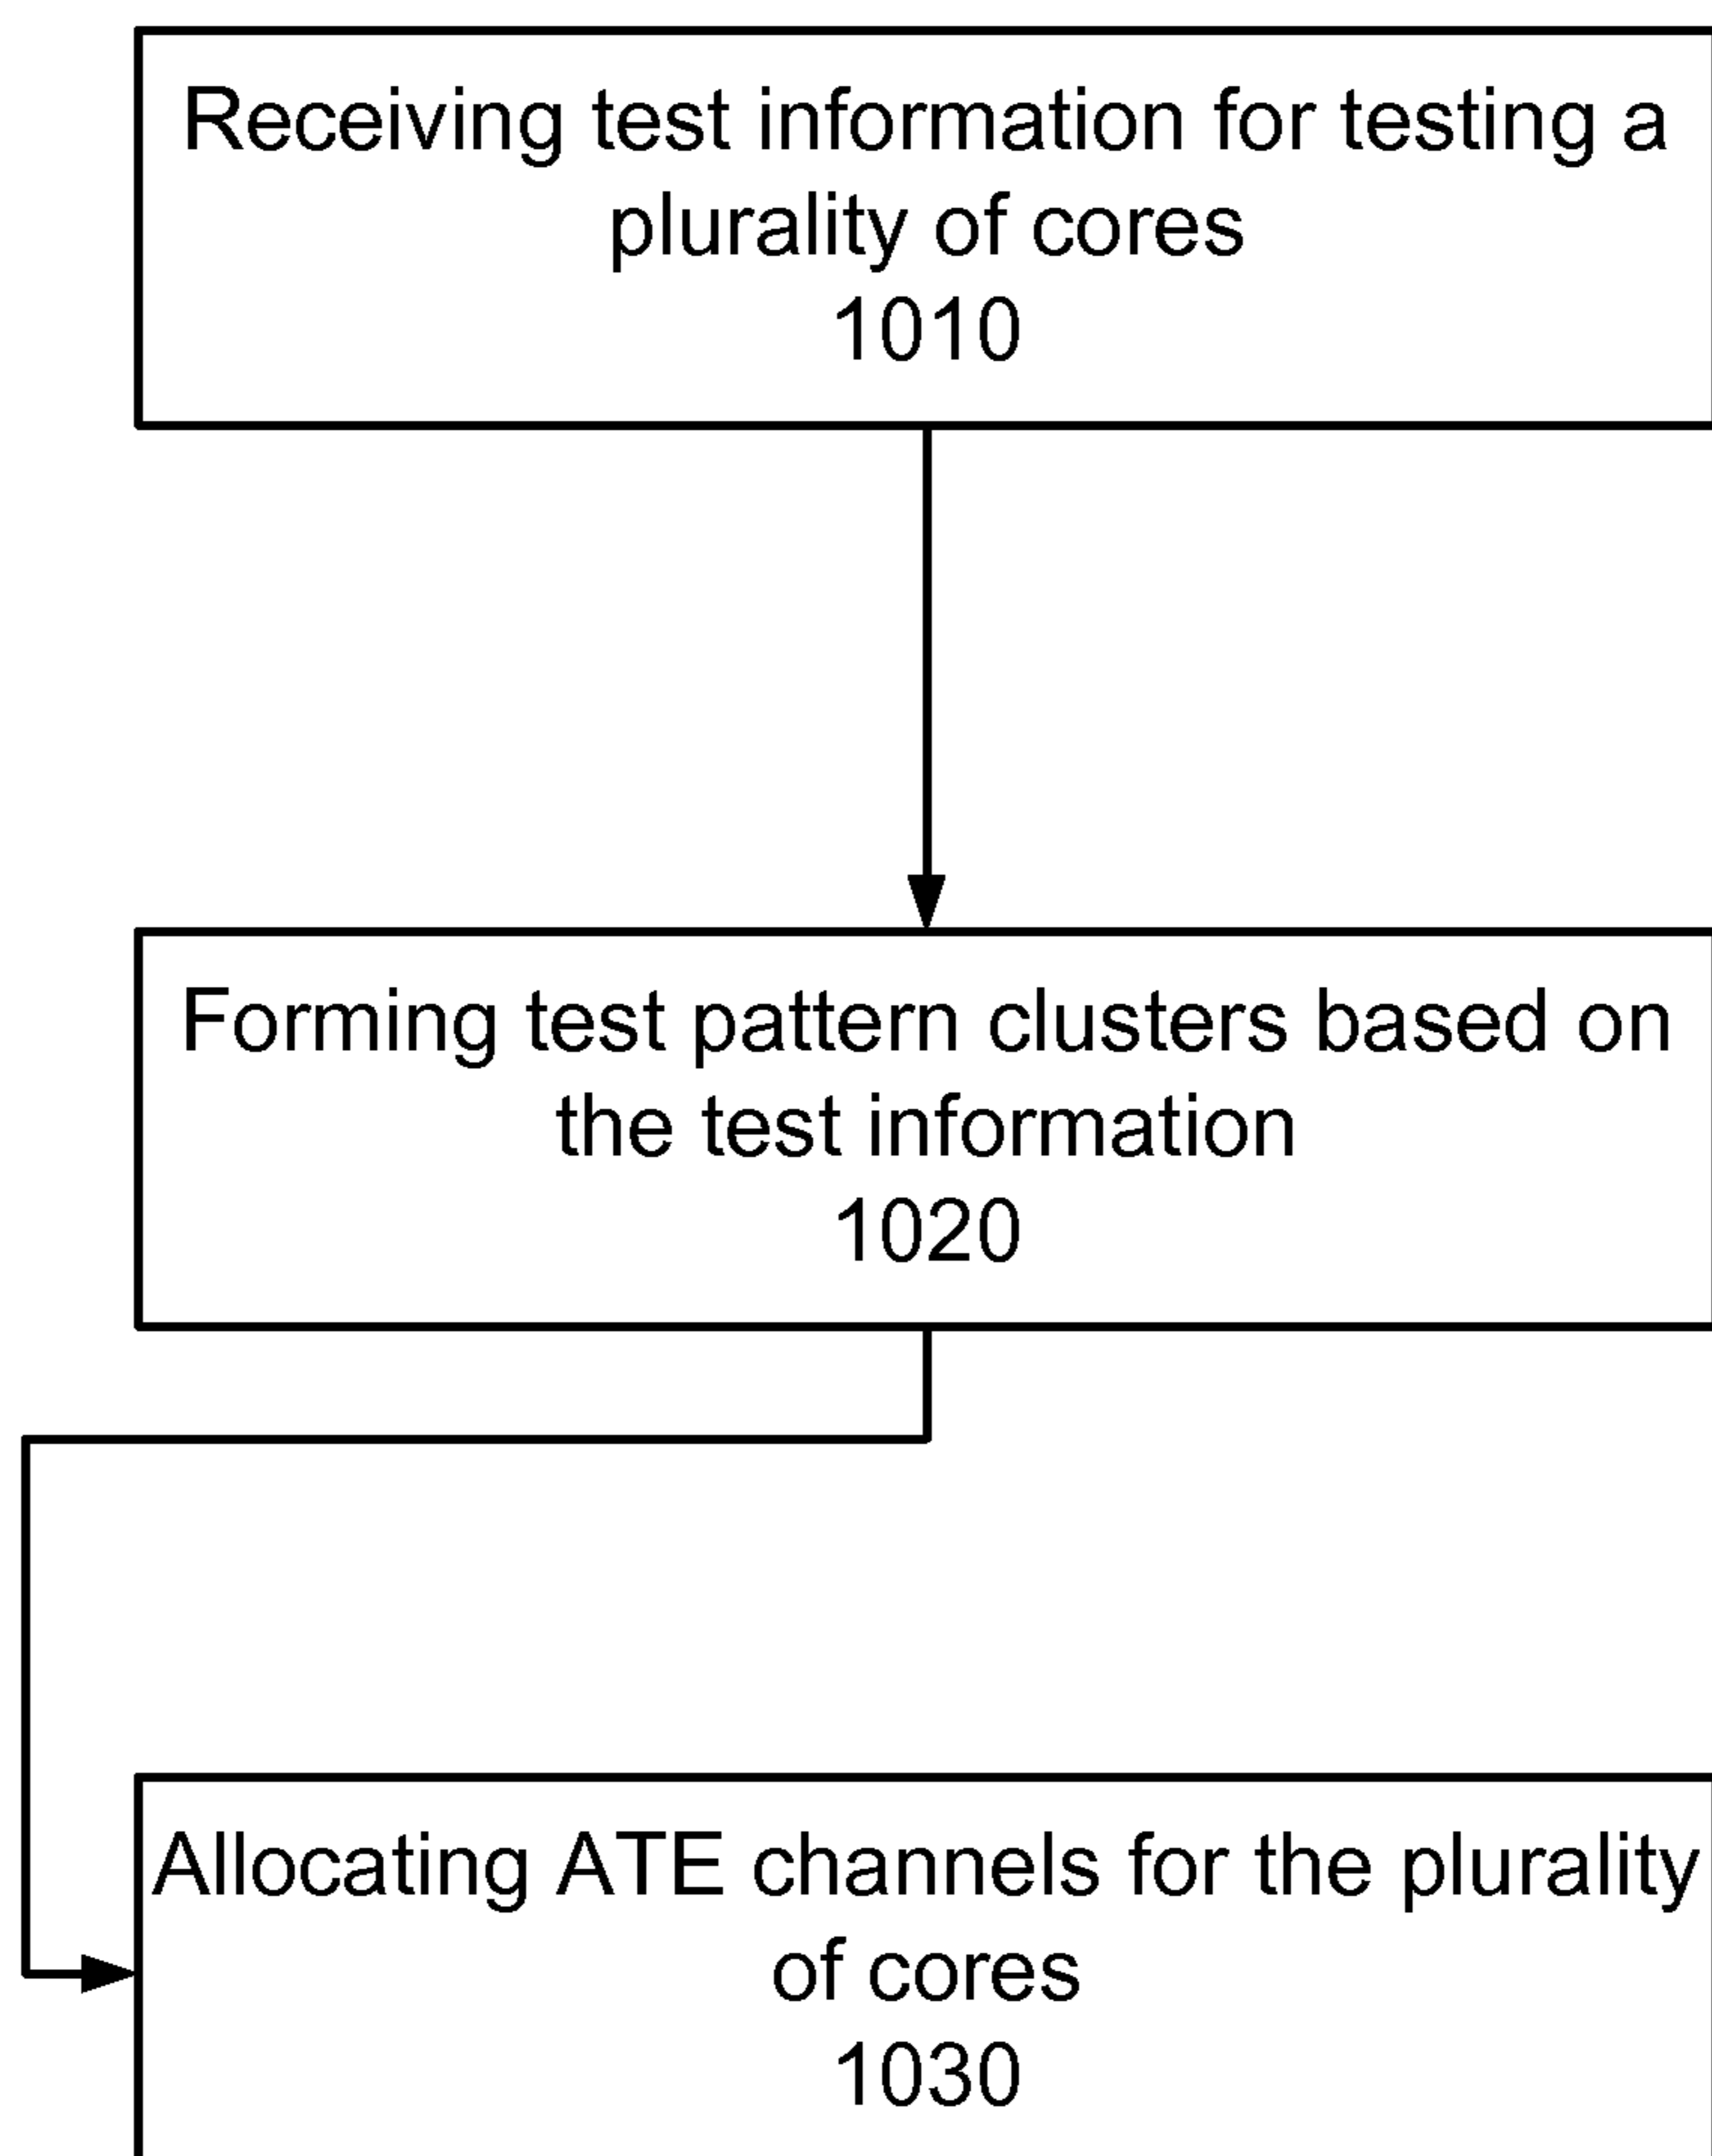 Receiving test information for testing a
plurality of cores
1010
Forming test pattern clusters based on
the test information
1020
Allocating ATE channels for the plurality
of cores
1030